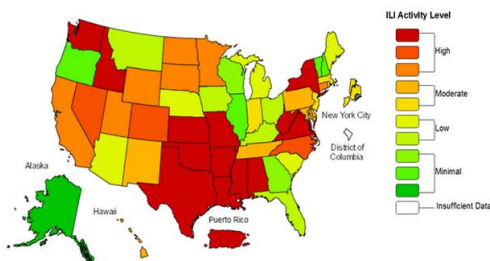 ILI Activity Level
High
Moderate
Low
Minimal
Insufficient Data
New York City
District of
Columbia
Alaska
Hawaii
Puerto Rico